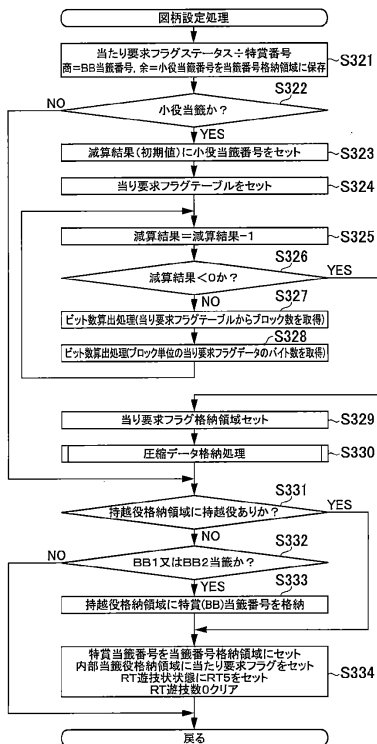 図柄設定処理
当たり要求フラグステータス÷特賞番号
商=BB当籤番号，余=小役当籤番号を当籤番号格納領域に保存
S321
S322
NO
小役当籤か?
YES
減算結果(初期値)に小役当籤番号をセット
S323
当り要求フラグテーブルをセット
S324
減算結果=減算結果-1
S325
S326
減算結果<0か?
YES
NO
S327
ビット数算出処理(当り要求フラグテーブルからブロック数を取得)
S328
ビット数算出処理(ブロック単位の当り要求フラグデータのバイト数を取得)
当り要求フラグ格納領域セット
S329
圧縮データ格納処理
S330
S331
持越役格納領域に持越役ありか?
YES
NO
S332
NO
BB1又はBB2当籤か?
YES
S333
持越役格納領域に特賞(BB)当籤番号を格納
特賞当籤番号を当籤番号格納領域にセット
内部当籤役格納領域に当たり要求フラグをセット
RT遊技状状態にRT5をセット
RT遊技数0クリア
S334
戻る